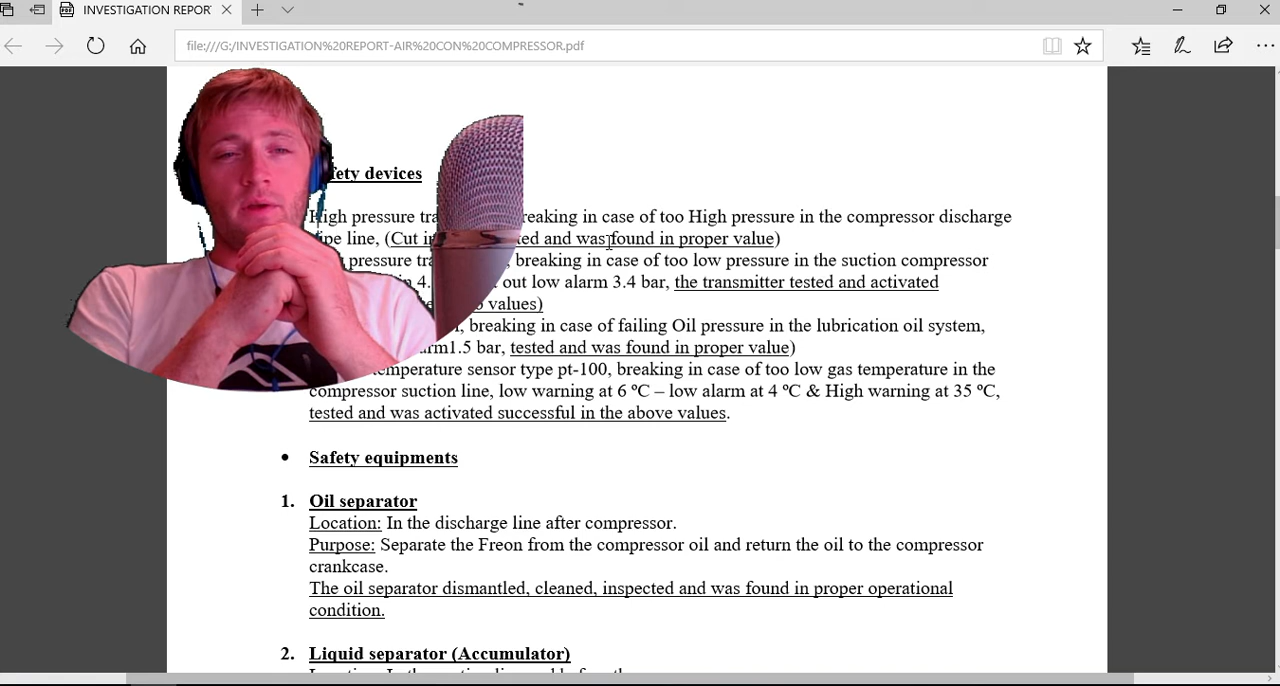 INVESTIGATION REPOR
file:///G:/INVESTIGATION%20REPORT-AIR%20CON%20COMPRESSOR.pdf
fety devices
High pressure tra reaking in case of too High pressure in the compressor discharge
pipe line, (Cut in ted and was found in proper value)
pressure tra , breaking in case of too low pressure in the suction compressor
n 4. out low alarm 3.4 bar, the transmitter tested and activated
values)
, breaking in case of failing Oil pressure in the lubrication oil system,
arm1.5 bar, tested and was found in proper value)
emperature sensor type pt-100, breaking in case of too low gas temperature in the
compressor suction line, low warning at 6 ºC – low alarm at 4 ºC & High warning at 35 ºC,
tested and was activated successful in the above values.
• Safety equipments
1. Oil separator
Location: In the discharge line after compressor.
Purpose: Separate the Freon from the compressor oil and return the oil to the compressor
crankcase.
The oil separator dismantled, cleaned, inspected and was found in proper operational
condition.
2. Liquid separator (Accumulator)